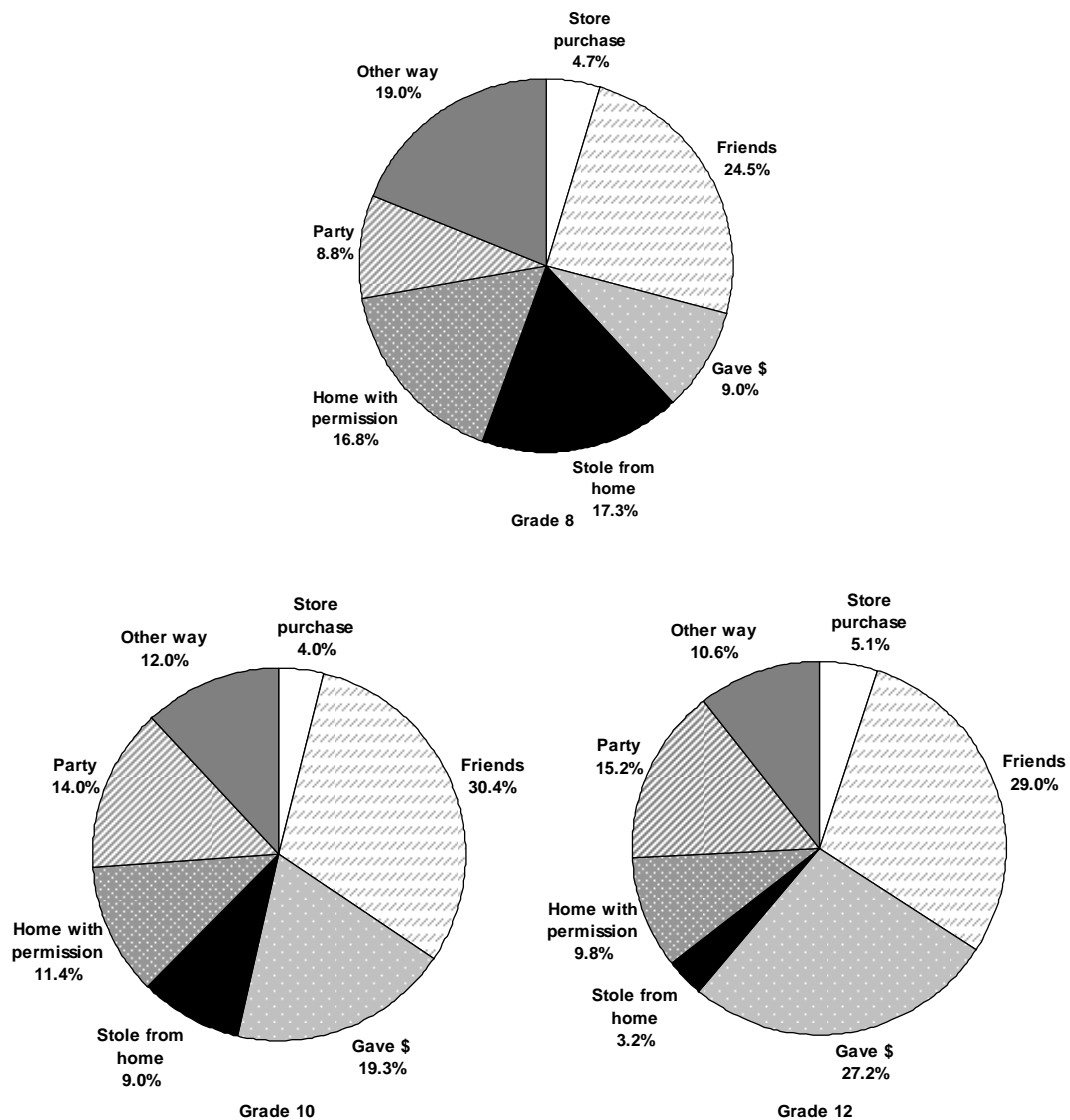 Store
purchase
4.7%
Other way
19.0%
Friends
24.5%
Party
8.8%
Gave $
9.0%
Home with
permission
16.8%
Stole from
home
17.3%
Grade 8
Store
purchase
4.0%
Other way
12.0%
Party
14.0%
Friends
30.4%
Home with
permission
11.4%
Stole from
home
9.0%
Gave $
19.3%
Grade 10
Store
purchase
5.1%
Other way
10.6%
Party
15.2%
Friends
29.0%
Home with
permission
9.8%
Stole from
home
3.2%
Gave $
27.2%
Grade 12